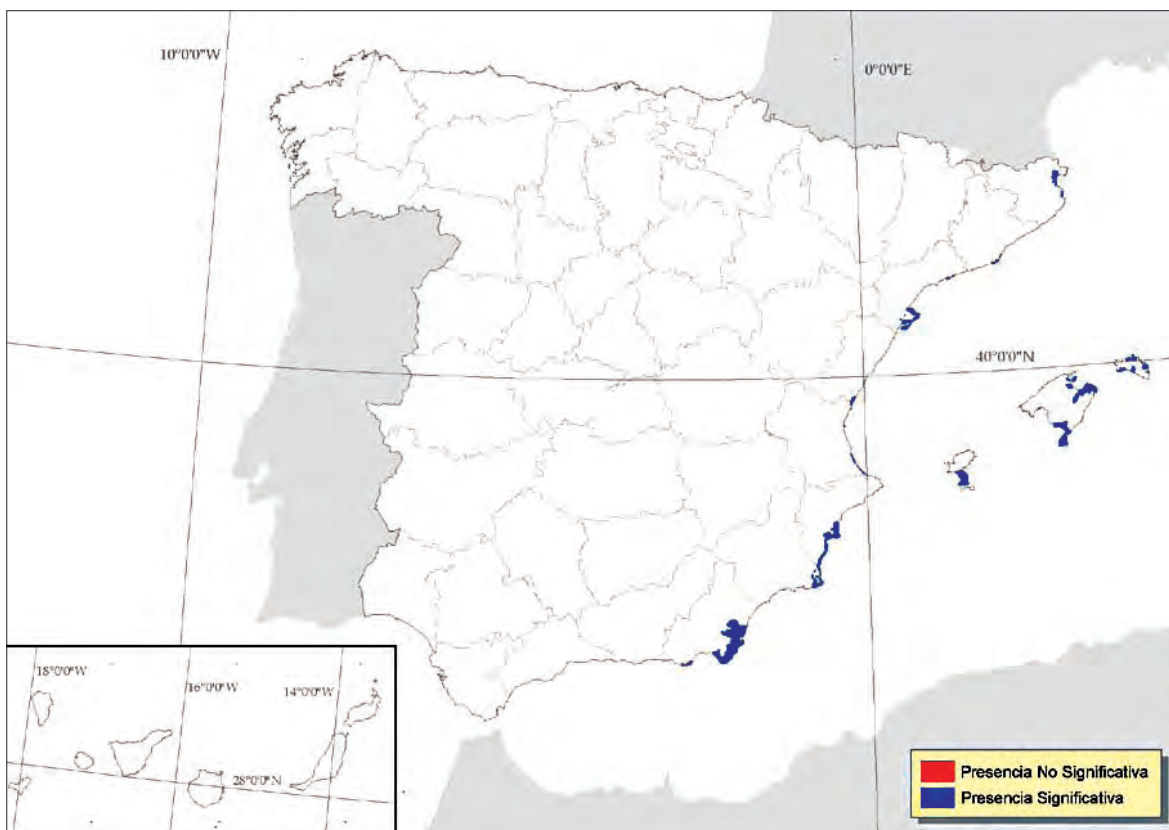 10°0'0"W
0°0'0"E
40°0'0"N
18°0'0"W
16°0'0"W
14°0'0"W
28°0'0"N
Presencia No Significativa
Presencia Significativa